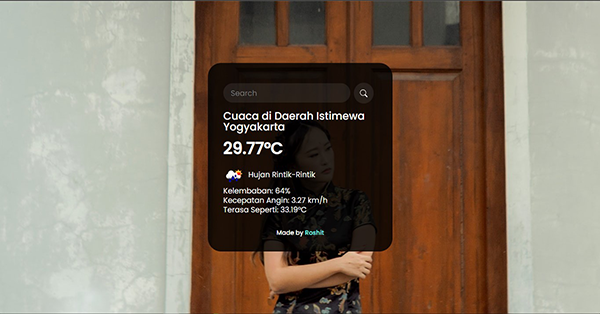 Search
Cuaca di Daerah Istimewa
Yogyakarta
29.77°C
Hujan Rintik-Rintik
Kelembaban: 64%
Kecepatan Angin: 3.27 km/h
Terasa Seperti: 33.19°C
Made by Roshit